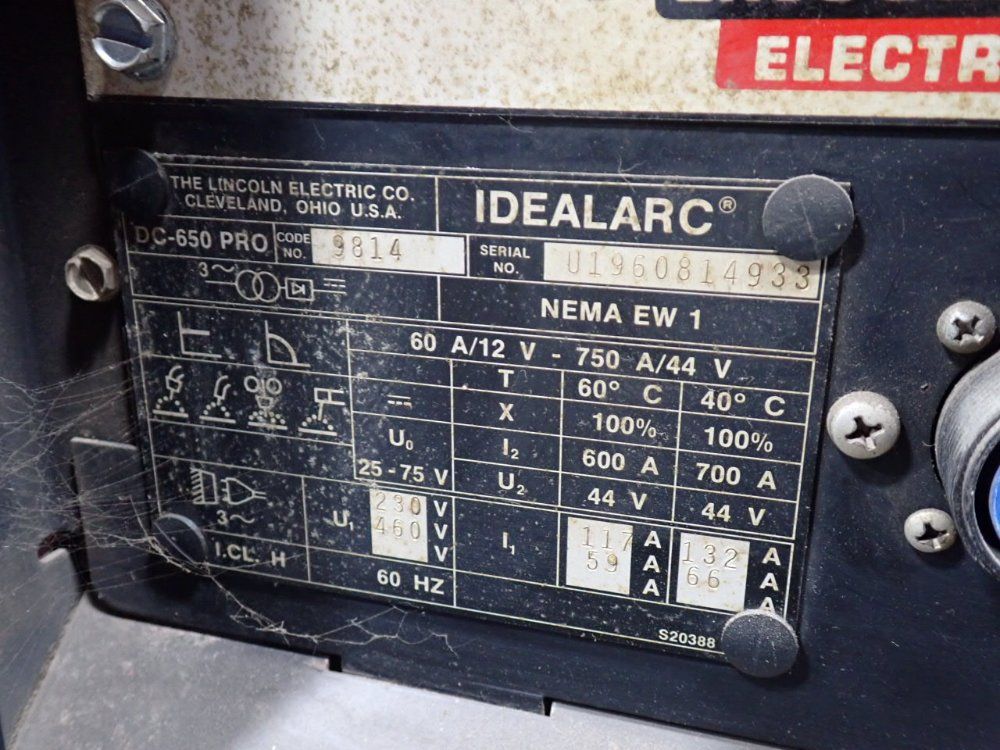 ELECTR
THE LINCOLN ELECTRIC CO.
CLEVELAND, OHIO U.S.A.
IDEALARC®
DC-650 PRO
CODE NO.
9814
SERIAL NO.
U1960814933
3~
NEMA EW 1
60 A/12 V - 750 A/44 V
T 60° C 40° C
X 100% 100%
U₀
25 - 75 V
I₂ 600 A 700 A
U₂ 44 V 44 V
3~
I.CL. H
U₁
230 V
460 V
V
60 HZ
I₁
117 A 132 A
59 A 66 A
A A
S20388